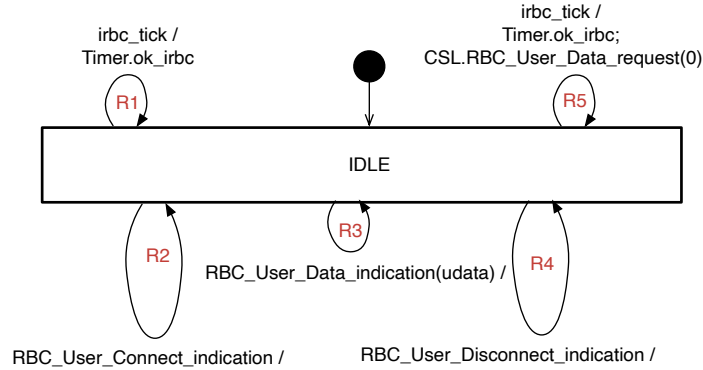 irbc_tick /
Timer.ok_irbc
irbc_tick /
Timer.ok_irbc;
CSL.RBC_User_Data_request(0)
R1
R5
IDLE
R2
R3
R4
RBC_User_Data_indication(udata) /
RBC_User_Connect_indication /
RBC_User_Disconnect_indication /